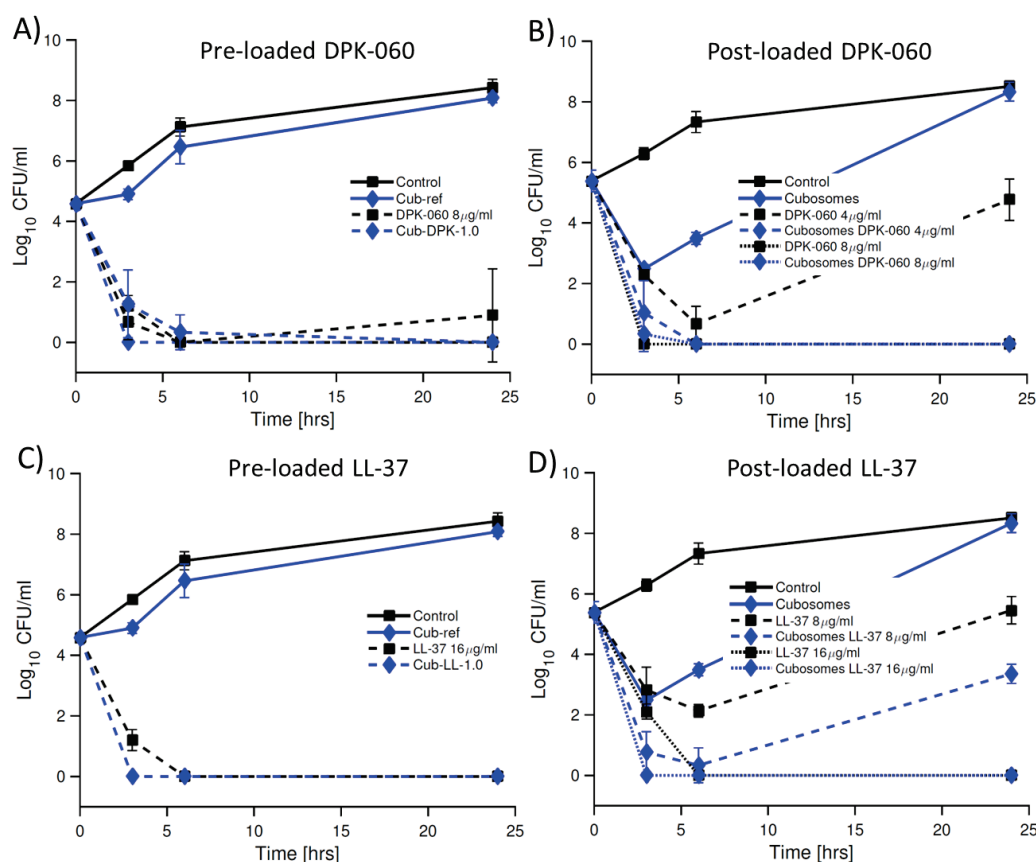 A)
Pre-loaded DPK-060
10
8
6
4
2
0
Log10 CFU/ml
Control
Cub-ref
DPK-060 8μg/ml
Cub-DPK-1.0
0
5
10
15
20
25
Time [hrs]
B)
Post-loaded DPK-060
10
8
6
4
2
0
Log10 CFU/ml
Control
Cubosomes
DPK-060 4μg/ml
Cubosomes DPK-060 4μg/ml
DPK-060 8μg/ml
Cubosomes DPK-060 8μg/ml
0
5
10
15
20
25
Time [hrs]
C)
Pre-loaded LL-37
10
8
6
4
2
0
Log10 CFU/ml
Control
Cub-ref
LL-37 16μg/ml
Cub-LL-1.0
0
5
10
15
20
25
Time [hrs]
D)
Post-loaded LL-37
10
8
6
4
2
0
Log10 CFU/ml
Control
Cubosomes
LL-37 8μg/ml
Cubosomes LL-37 8μg/ml
LL-37 16μg/ml
Cubosomes LL-37 16μg/ml
0
5
10
15
20
25
Time [hrs]